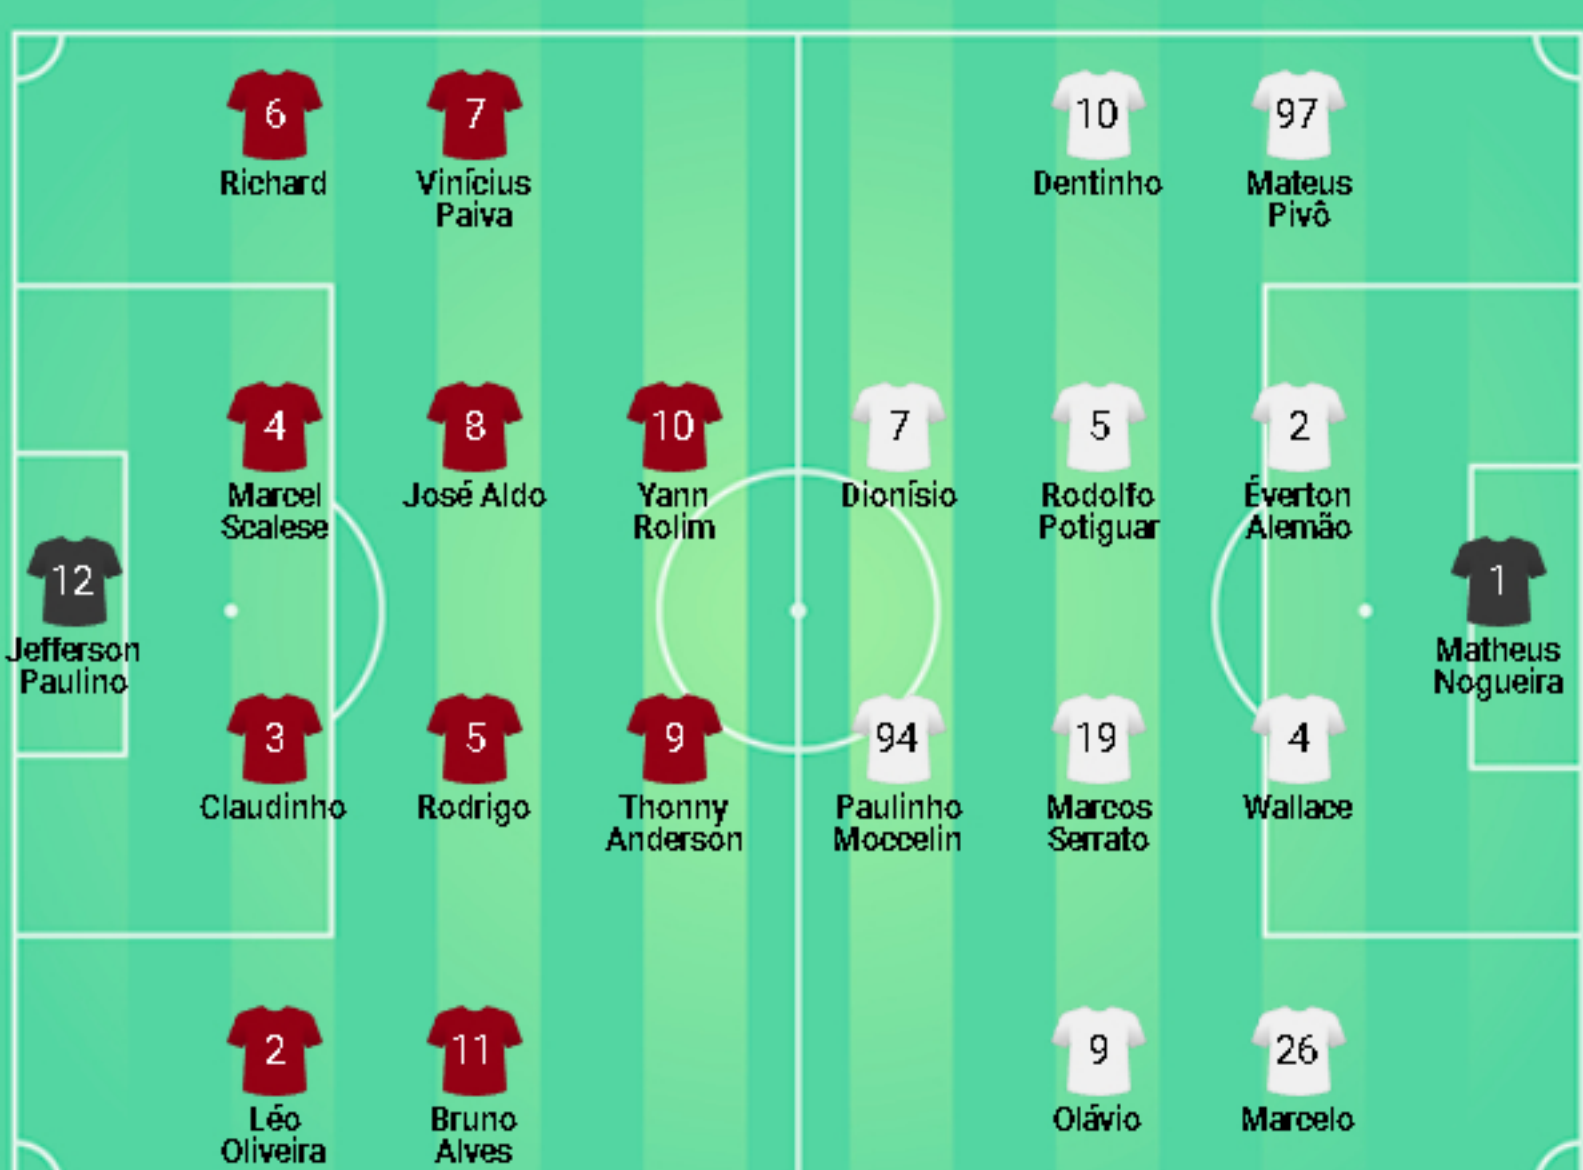 6
Richard
7
Vinícius
Paiva
10
Dentinho
97
Mateus
Pivô
4
Marcel
Scalese
8
José Aldo
10
Yann
Rolim
7
Dionísio
5
Rodolfo
Potiguar
2
Éverton
Alemão
12
Jefferson
Paulino
1
Matheus
Nogueira
3
Claudinho
5
Rodrigo
9
Thonny
Anderson
94
Paulinho
Moccelin
19
Marcos
Serrato
4
Wallace
2
Léo
Oliveira
11
Bruno
Alves
9
Olávio
26
Marcelo